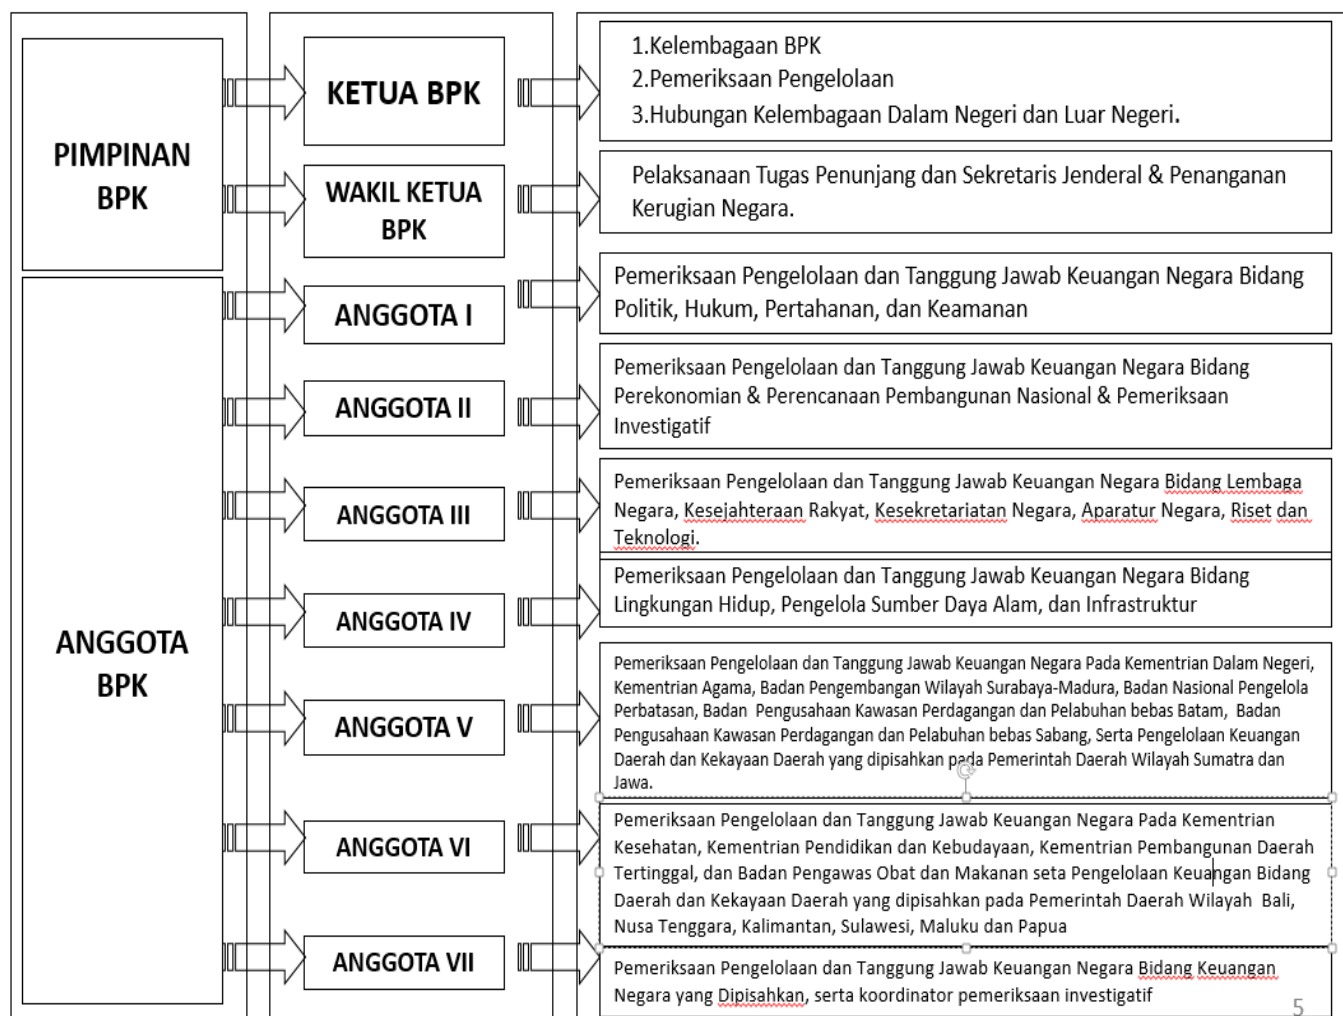 PIMPINAN
BPK
KETUA BPK
1.Kelembagaan BPK
2.Pemeriksaan Pengelolaan
3.Hubungan Kelembagaan Dalam Negeri dan Luar Negeri.
WAKIL KETUA
BPK
Pelaksanaan Tugas Penunjang dan Sekretaris Jenderal & Penanganan
Kerugian Negara.
ANGGOTA
BPK
ANGGOTA I
Pemeriksaan Pengelolaan dan Tanggung Jawab Keuangan Negara Bidang
Politik, Hukum, Pertahanan, dan Keamanan
ANGGOTA II
Pemeriksaan Pengelolaan dan Tanggung Jawab Keuangan Negara Bidang
Perekonomian & Perencanaan Pembangunan Nasional & Pemeriksaan
Investigatif
ANGGOTA III
Pemeriksaan Pengelolaan dan Tanggung Jawab Keuangan Negara Bidang Lembaga
Negara, Kesejahteraan Rakyat, Kesekretariatan Negara, Aparatur Negara, Riset dan
Teknologi.
ANGGOTA IV
Pemeriksaan Pengelolaan dan Tanggung Jawab Keuangan Negara Bidang
Lingkungan Hidup, Pengelola Sumber Daya Alam, dan Infrastruktur
ANGGOTA V
Pemeriksaan Pengelolaan dan Tanggung Jawab Keuangan Negara Pada Kementrian Dalam Negeri,
Kementrian Agama, Badan Pengembangan Wilayah Surabaya-Madura, Badan Nasional Pengelola
Perbatasan, Badan Pengusahaan Kawasan Perdagangan dan Pelabuhan bebas Batam, Badan
Pengusahaan Kawasan Perdagangan dan Pelabuhan bebas Sabang, Serta Pengelolaan Keuangan
Daerah dan Kekayaan Daerah yang dipisahkan pada Pemerintah Daerah Wilayah Sumatra dan
Jawa.
ANGGOTA VI
Pemeriksaan Pengelolaan dan Tanggung Jawab Keuangan Negara Pada Kementrian
Kesehatan, Kementrian Pendidikan dan Kebudayaan, Kementrian Pembangunan Daerah
Tertinggal, dan Badan Pengawas Obat dan Makanan seta Pengelolaan Keuangan Bidang
Daerah dan Kekayaan Daerah yang dipisahkan pada Pemerintah Daerah Wilayah Bali,
Nusa Tenggara, Kalimantan, Sulawesi, Maluku dan Papua
ANGGOTA VII
Pemeriksaan Pengelolaan dan Tanggung Jawab Keuangan Negara Bidang Keuangan
Negara yang Dipisahkan, serta koordinator pemeriksaan investigatif
5